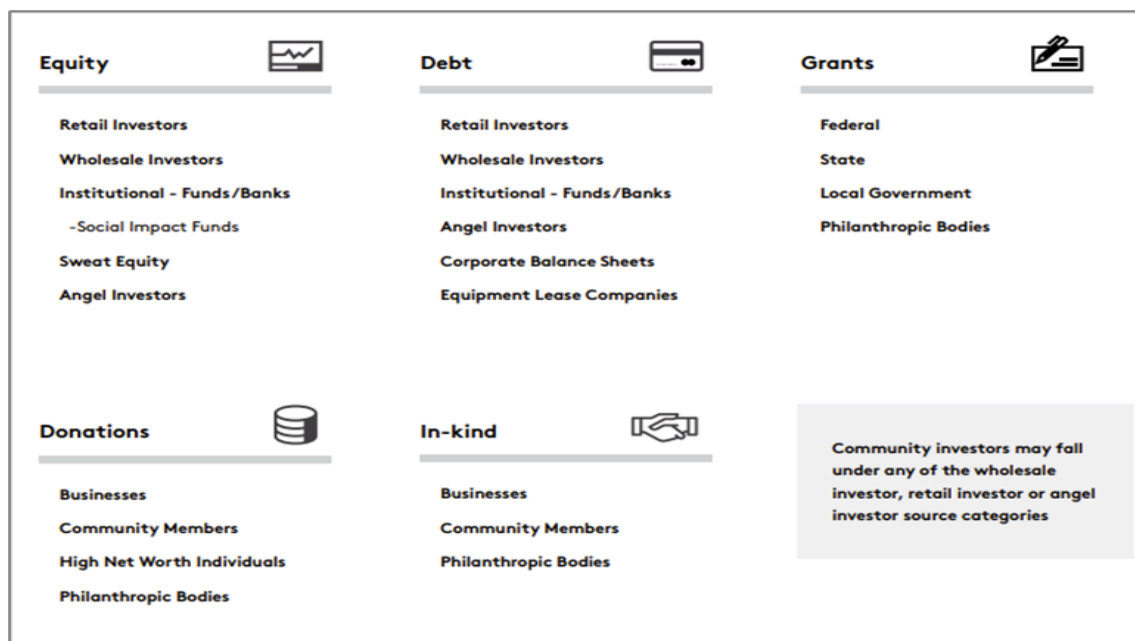 Equity
Retail Investors
Wholesale Investors
Institutional - Funds/Banks
-Social Impact Funds
Sweat Equity
Angel Investors
Debt
Retail Investors
Wholesale Investors
Institutional - Funds/Banks
Angel Investors
Corporate Balance Sheets
Equipment Lease Companies
Grants
Federal
State
Local Government
Philanthropic Bodies
Donations
Businesses
Community Members
High Net Worth Individuals
Philanthropic Bodies
In-kind
Businesses
Community Members
Philanthropic Bodies
Community investors may fall
under any of the wholesale
investor, retail investor or angel
investor source categories